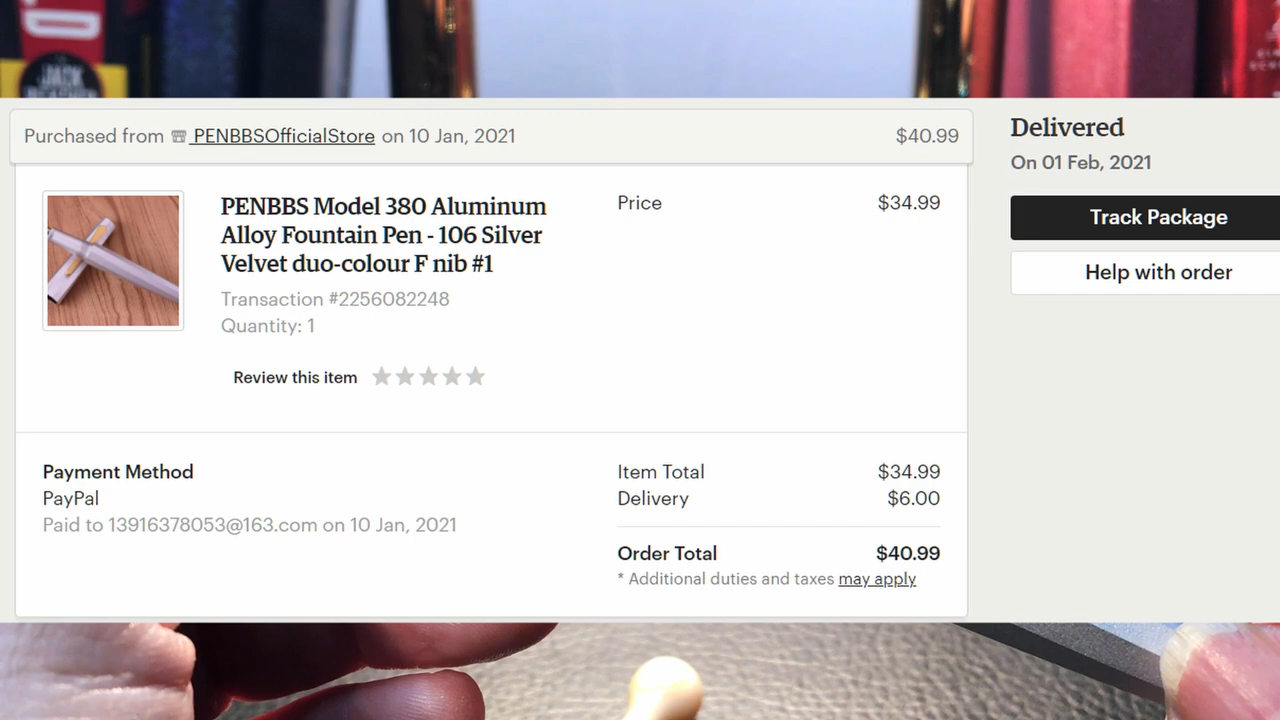 JACK
Purchased from PENBBSOfficialStore on 10 Jan, 2021
$40.99
Delivered
On 01 Feb, 2021
Track Package
Help with order
PENBBS Model 380 Aluminum
Alloy Fountain Pen - 106 Silver
Velvet duo-colour F nib #1
Transaction #2256082248
Quantity: 1
Review this item
Price
$34.99
Payment Method
PayPal
Paid to 13916378053@163.com on 10 Jan, 2021
Item Total
$34.99
Delivery
$6.00
Order Total
$40.99
* Additional duties and taxes may apply